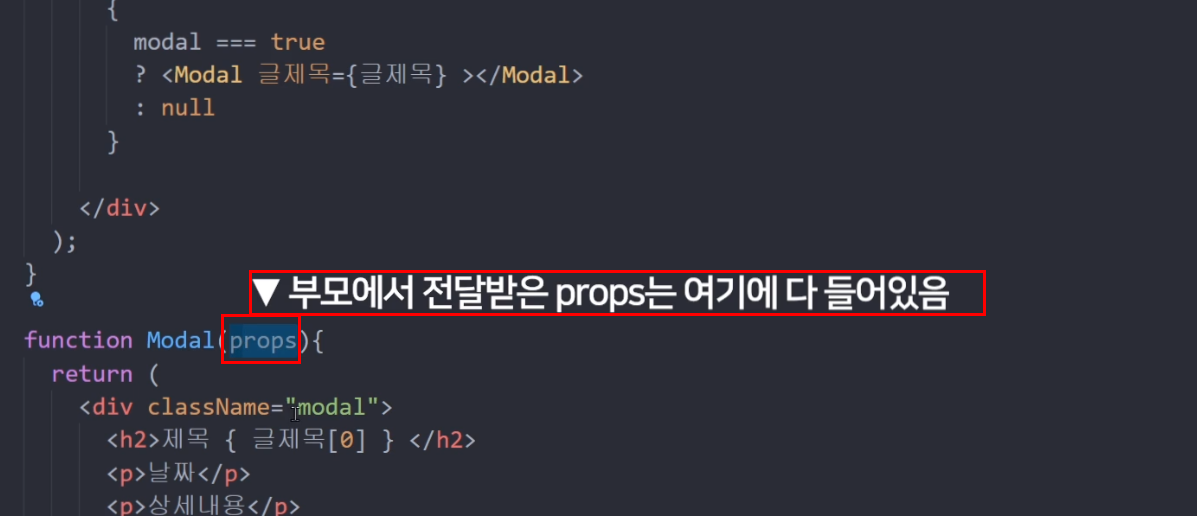 {
modal === true
? <Modal 글제목={글제목} ></Modal>
: null
}
</div>
);
}
▼ 부모에서 전달받은 props는 여기에 다 들어있음
function Modal(props){
return (
<div className="modal">
<h2>제목 { 글제목[0] } </h2>
<p>날짜</p>
<p>상세내용</p>